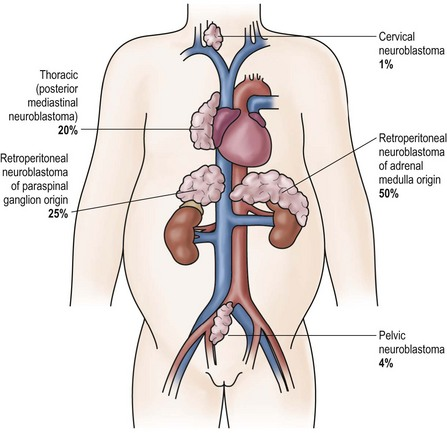 Cervical
neuroblastoma
1%
Thoracic
(posterior
mediastinal
neuroblastoma)
20%
Retroperitoneal
neuroblastoma
of paraspinal
ganglion origin
25%
Retroperitoneal
neuroblastoma
of adrenal
medulla origin
50%
Pelvic
neuroblastoma
4%